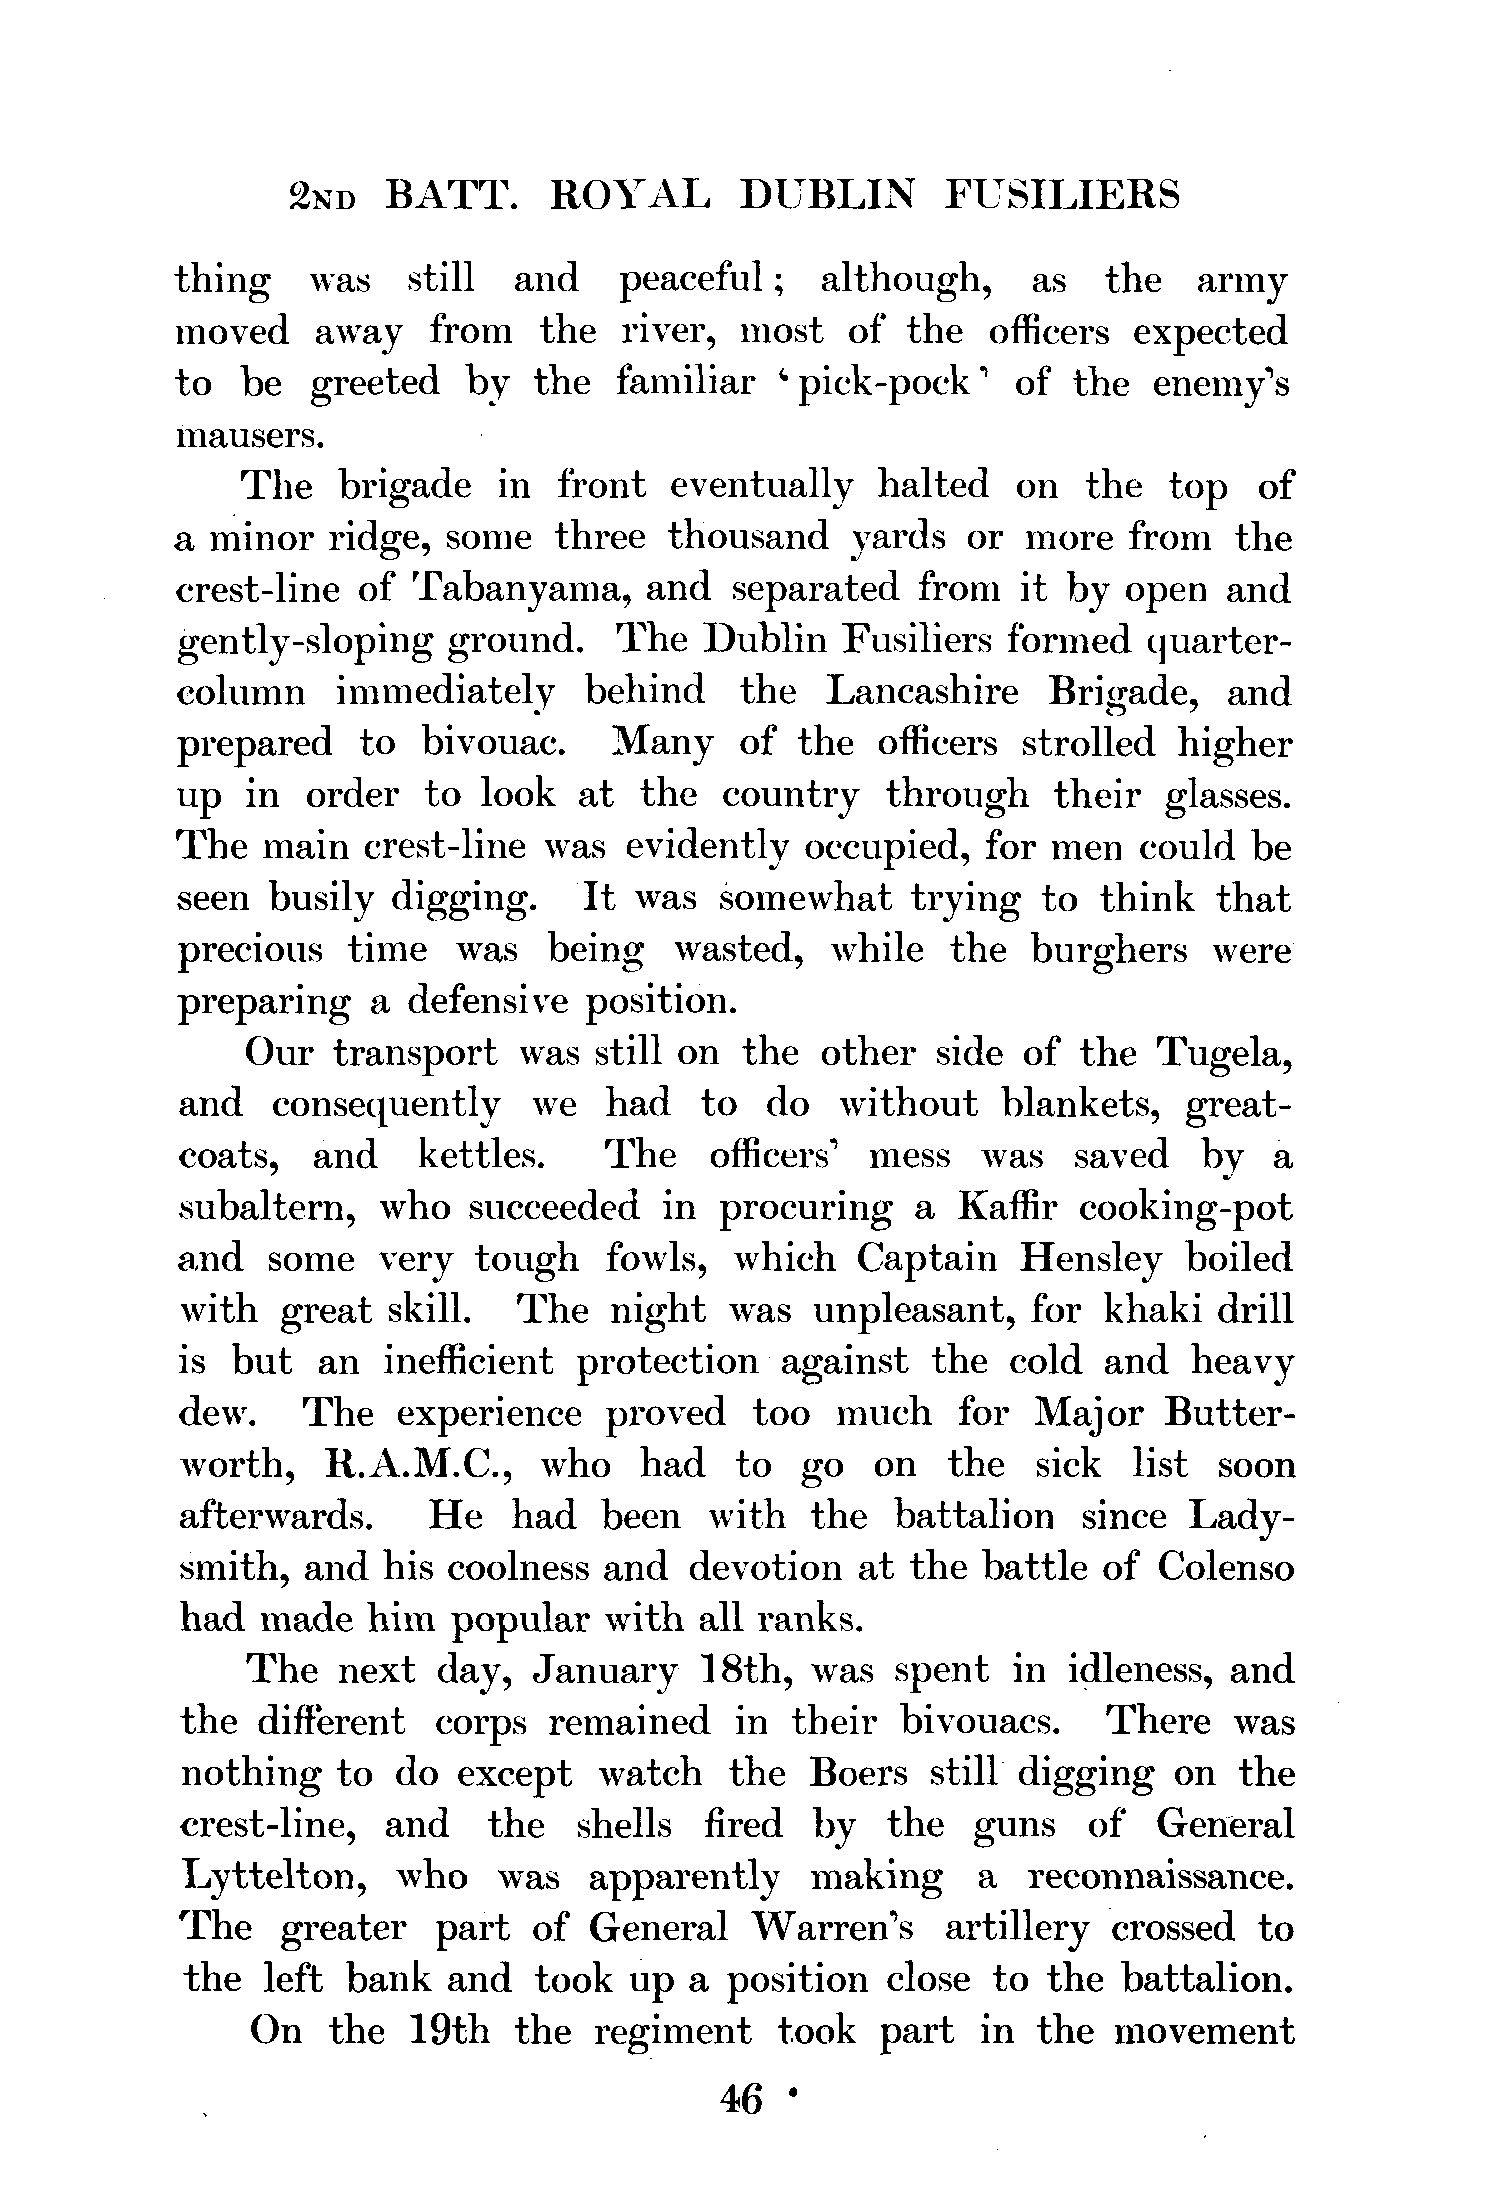 2ND BATT. ROYAL DUBLIN FUSILIERS
thing was still and peaceful; although, as the army
moved away from the river, most of the officers expected
to be greeted by the familiar ‘pick-pock’ of the enemy’s
mausers.
The brigade in front eventually halted on the top of
a minor ridge, some three thousand yards or more from the
crest-line of Tabanyama, and separated from it by open and
gently-sloping ground. The Dublin Fusiliers formed quarter-
column immediately behind the Lancashire Brigade, and
prepared to bivouac. Many of the officers strolled higher
up in order to look at the country through their glasses.
The main crest-line was evidently occupied, for men could be
seen busily digging. It was somewhat trying to think that
precious time was being wasted, while the burghers were
preparing a defensive position.
Our transport was still on the other side of the Tugela,
and consequently we had to do without blankets, great-
coats, and kettles. The officers’ mess was saved by a
subaltern, who succeeded in procuring a Kaffir cooking-pot
and some very tough fowls, which Captain Hensley boiled
with great skill. The night was unpleasant, for khaki drill
is but an inefficient protection against the cold and heavy
dew. The experience proved too much for Major Butter-
worth, R.A.M.C., who had to go on the sick list soon
afterwards. He had been with the battalion since Lady-
smith, and his coolness and devotion at the battle of Colenso
had made him popular with all ranks.
The next day, January 18th, was spent in idleness, and
the different corps remained in their bivouacs. There was
nothing to do except watch the Boers still digging on the
crest-line, and the shells fired by the guns of General
Lyttelton, who was apparently making a reconnaissance.
The greater part of General Warren’s artillery crossed to
the left bank and took up a position close to the battalion.
On the 19th the regiment took part in the movement
46